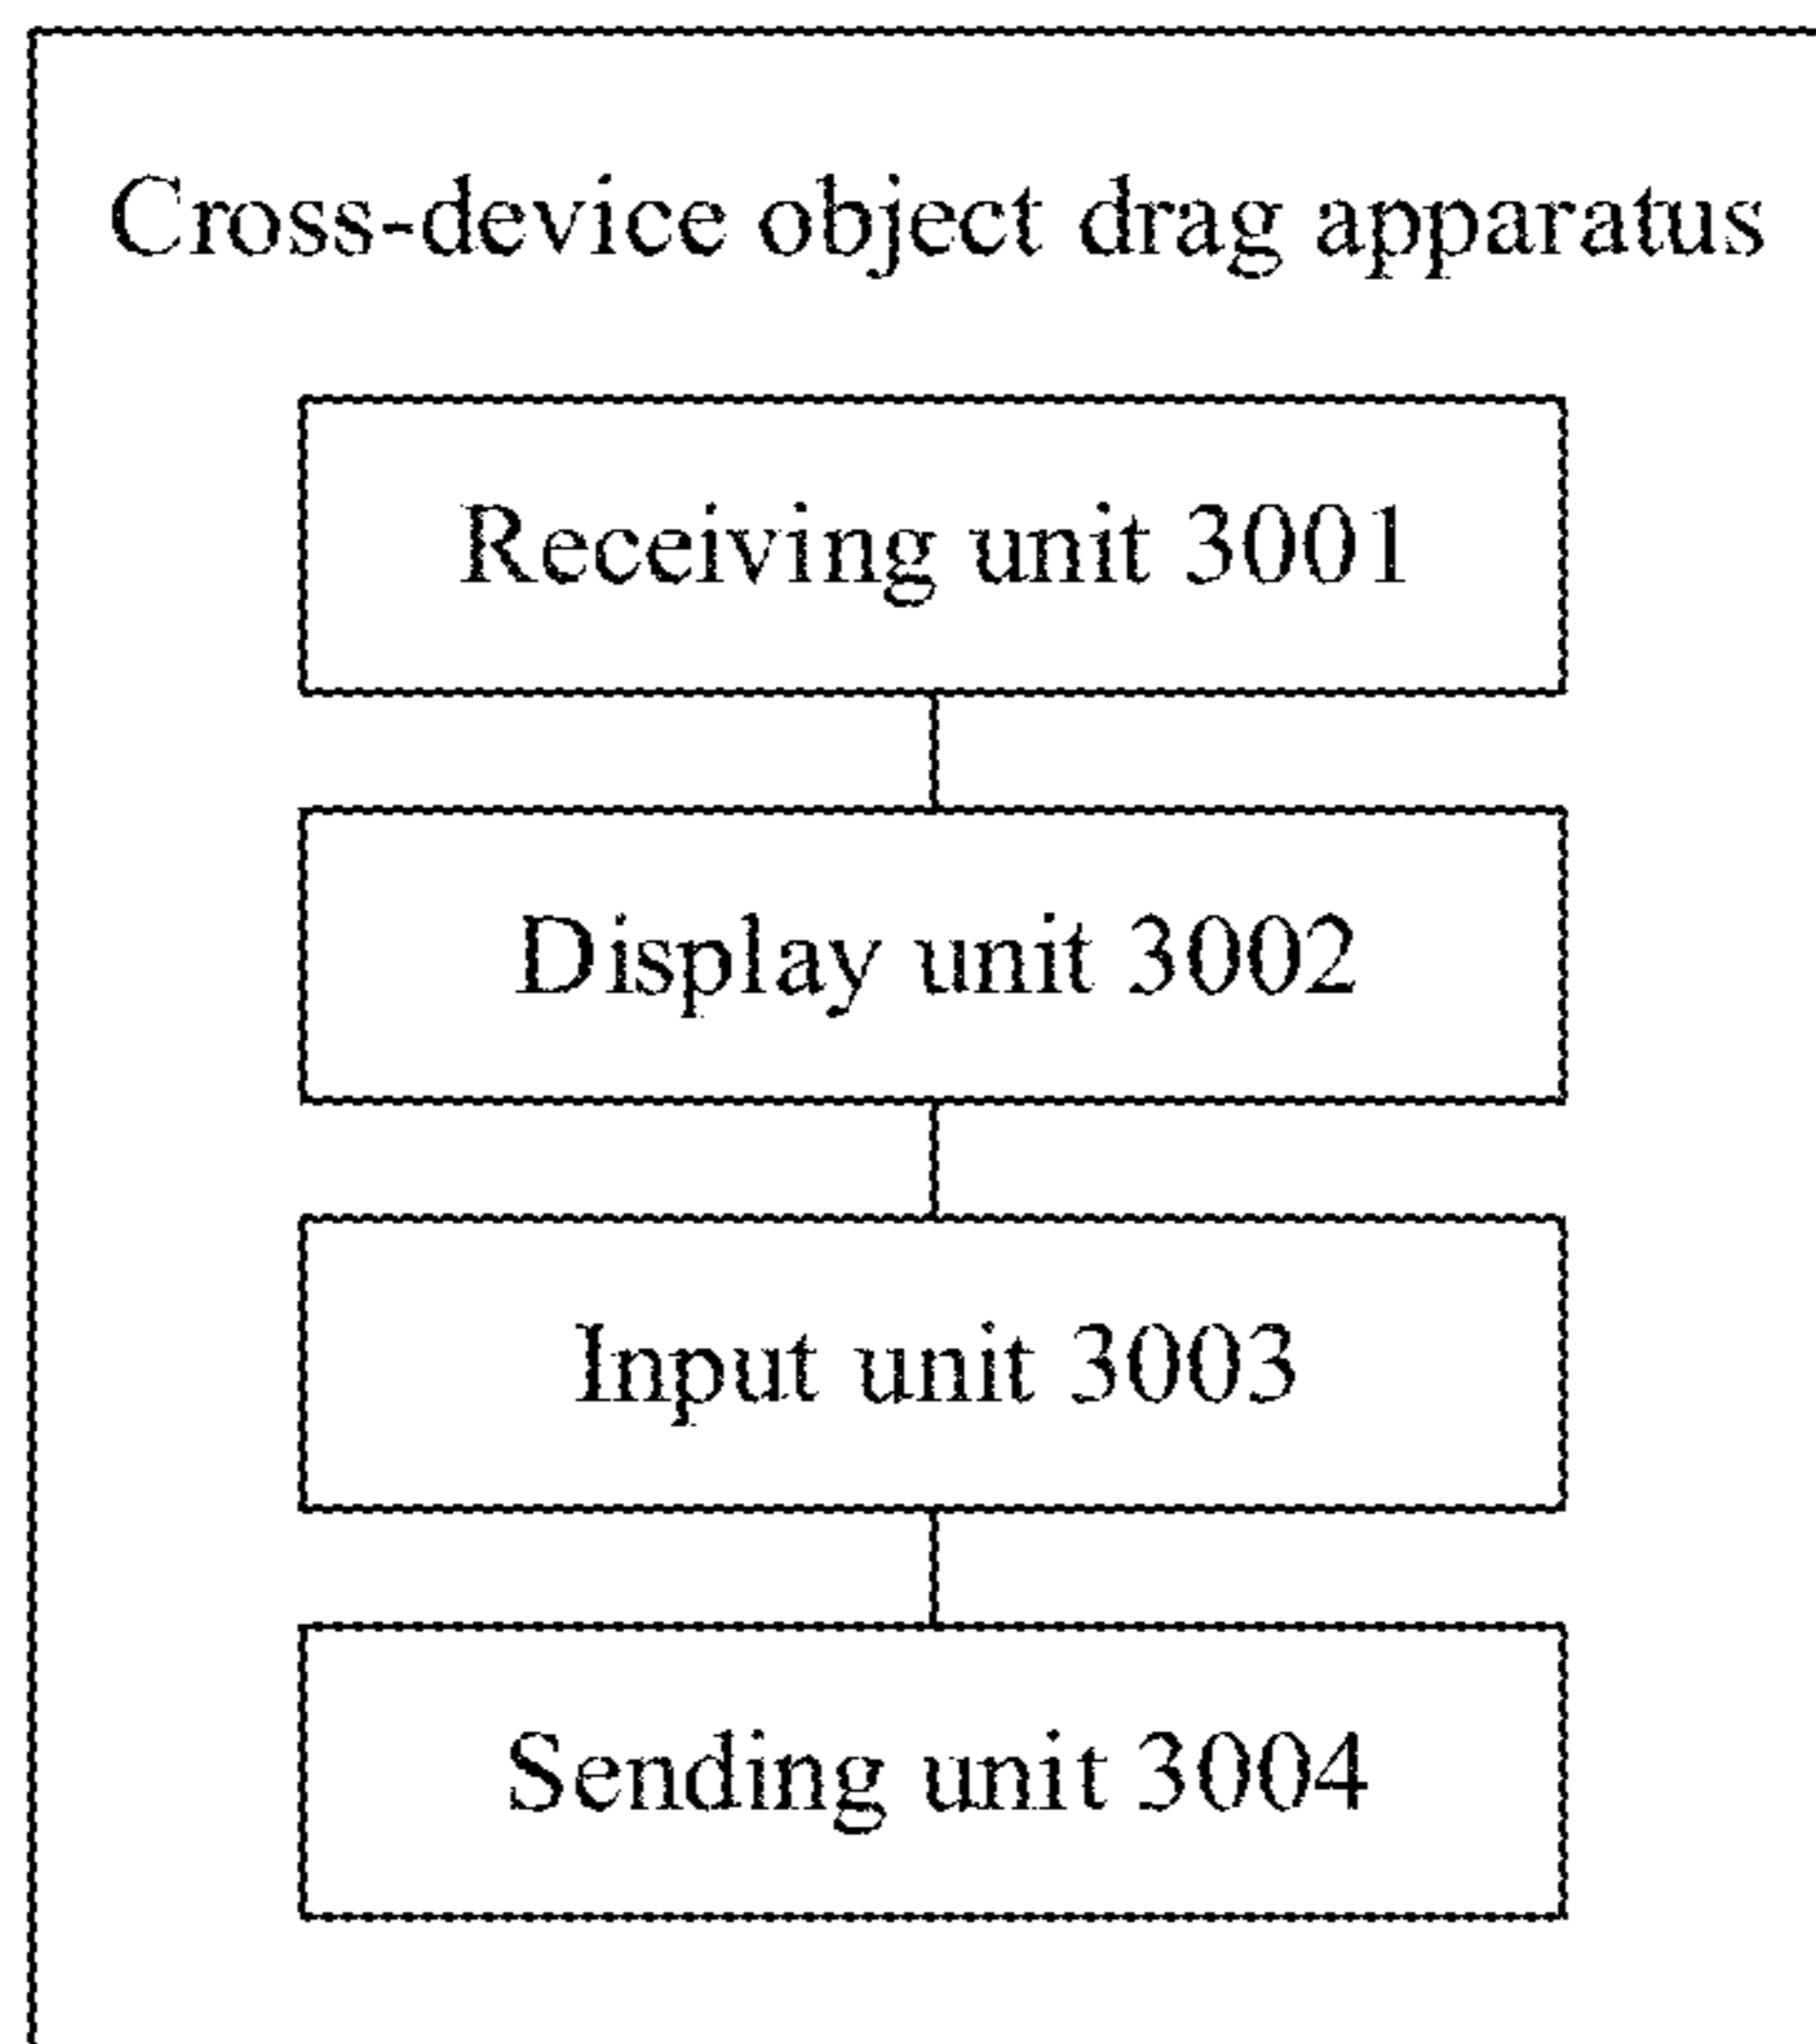 Cross-device object drag apparatus
Receiving unit 3001
Display unit 3002
Input unit 3003
Sending unit 3004